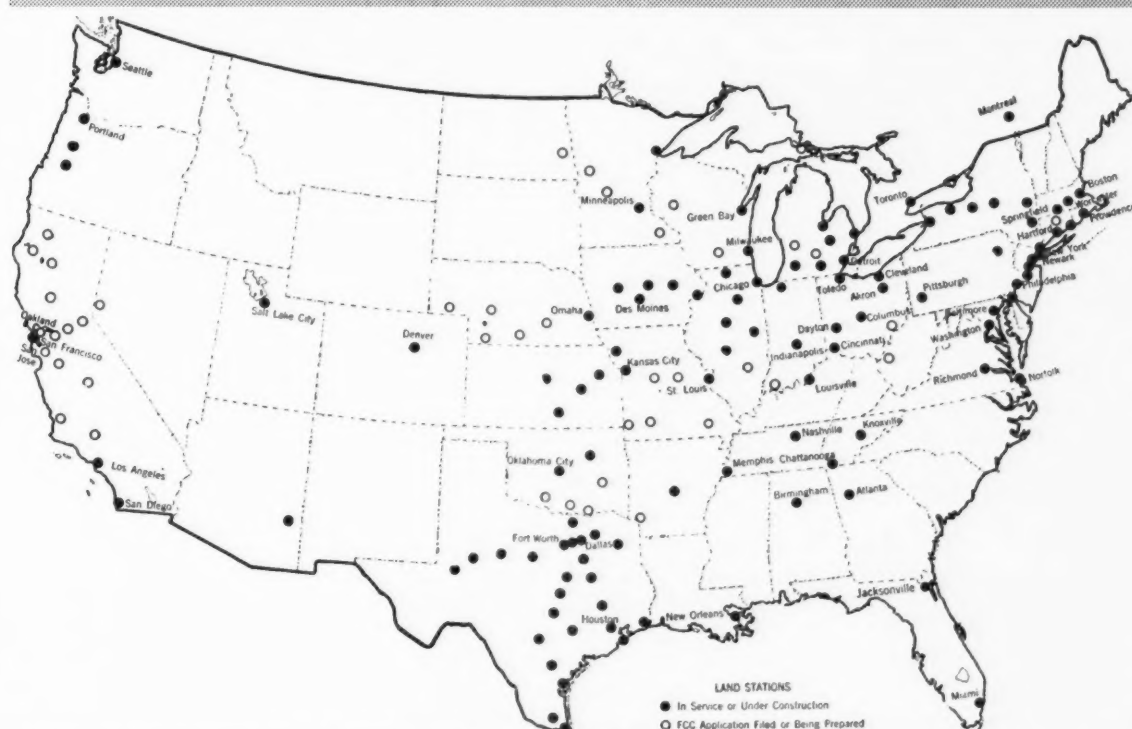 Seattle
Portland
Montreal
Minneapolis
Green Bay
Toronto
Boston
Springfield
Worcester
Hartford
Providence
Milwaukee
Detroit
New York
Newark
Chicago
Toledo
Cleveland
Akron
Pittsburgh
Philadelphia
Salt Lake City
Omaha
Des Moines
Denver
Columbus
Baltimore
Dayton
Washington
Oakland
San Francisco
San
Jose
Kansas City
Indianapolis
Cincinnati
St. Louis
Louisville
Richmond
Norfolk
Nashville
Knoxville
Los Angeles
Oklahoma City
Memphis
Chattanooga
San Diego
Birmingham
Atlanta
Fort Worth
Dallas
Jacksonville
Houston
New Orleans
Miami
LAND STATIONS
● In Service or Under Construction
○ FCC Application Filed or Being Prepared